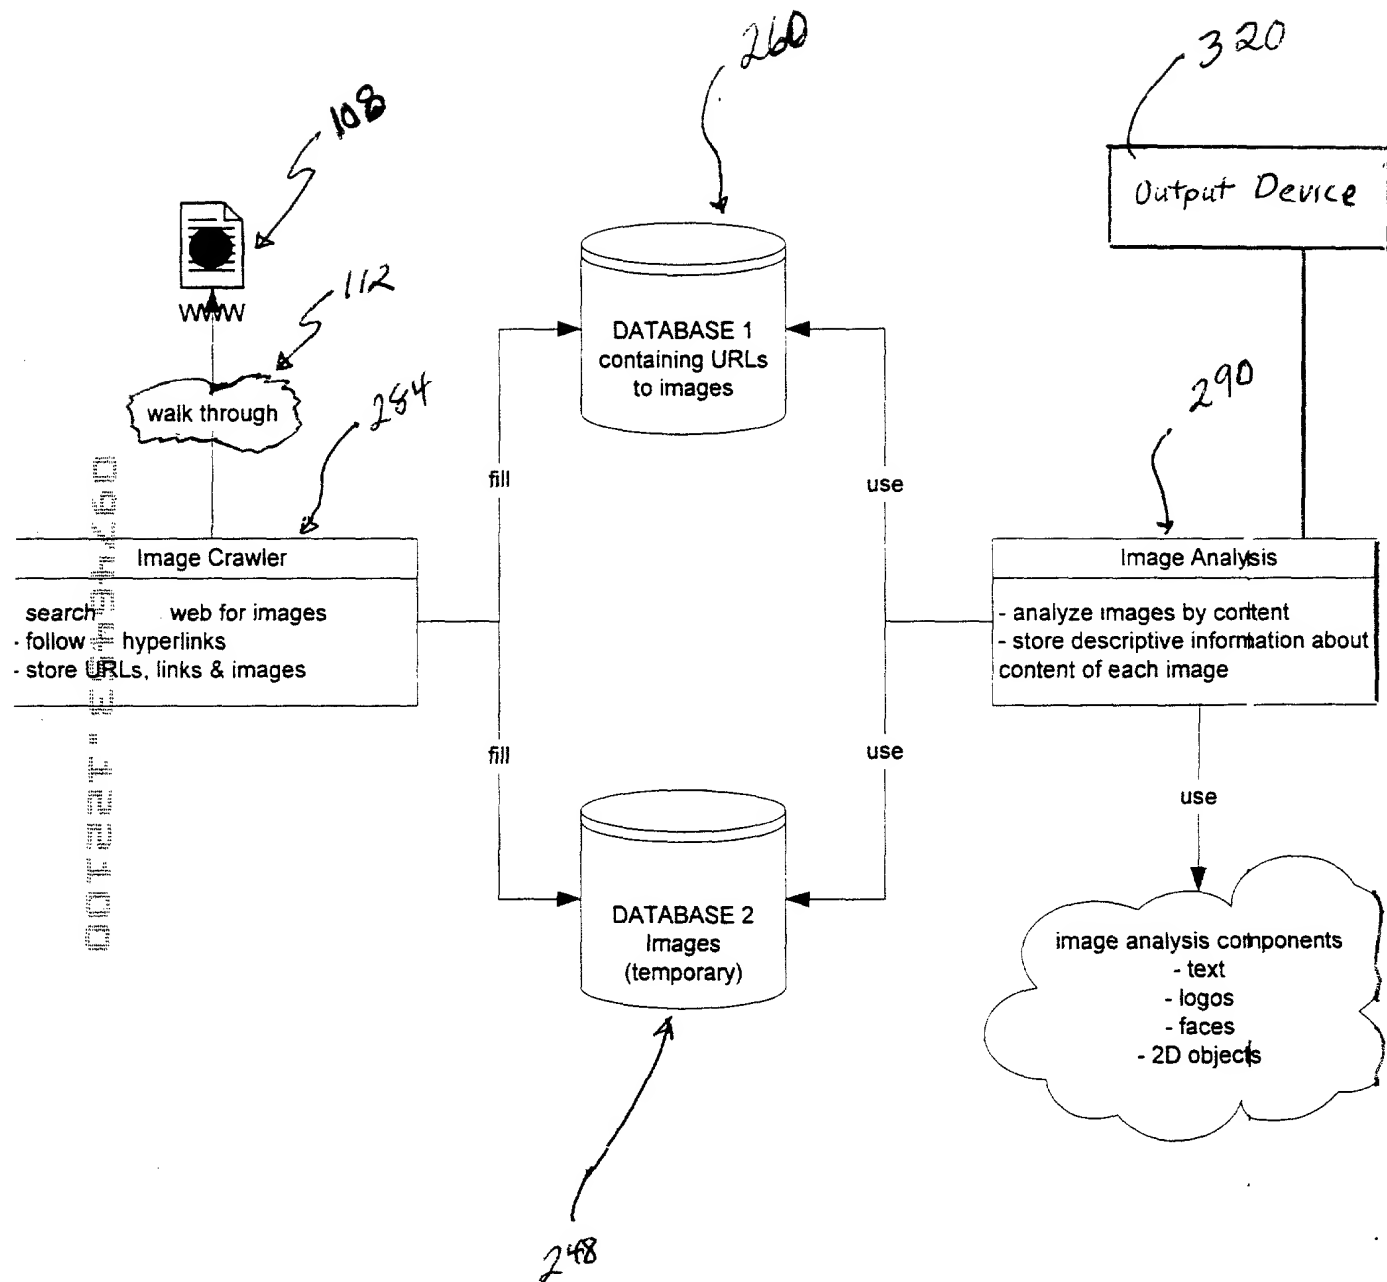 260
320
108
Output Device
112
DATABASE 1
containing URLs
to images
290
284
walk through
fill
use
Image Crawler
search web for images
- follow hyperlinks
- store URLs, links & images
Image Analysis
- analyze images by content
- store descriptive information about
content of each image
fill
use
use
DATABASE 2
Images
(temporary)
image analysis components
- text
- logos
- faces
- 2D objects
248